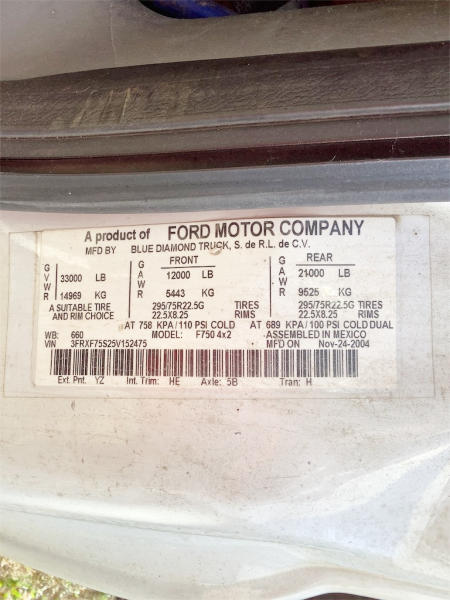 A product of FORD MOTOR COMPANY
MFD BY BLUE DIAMOND TRUCK, S. de R.L. de C.V.
GVWR 33000 LB 14969 KG
FRONT GAWR 12000 LB 5443 KG
REAR GAWR 21000 LB 9525 KG
A SUITABLE TIRE AND RIM CHOICE
295/75R22.5G TIRES 295/75R22.5G TIRES
22.5X8.25 RIMS 22.5X8.25 RIMS
AT 758 KPA/110 PSI COLD AT 689 KPA/100 PSI COLD DUAL
WB: 660 MODEL: F750 4x2 ASSEMBLED IN MEXICO
VIN 3FRXF75S25V152475 MFD ON Nov-24-2004
Ext. Pnt. YZ Int. Trim: HE Axle: 5B Tran: H